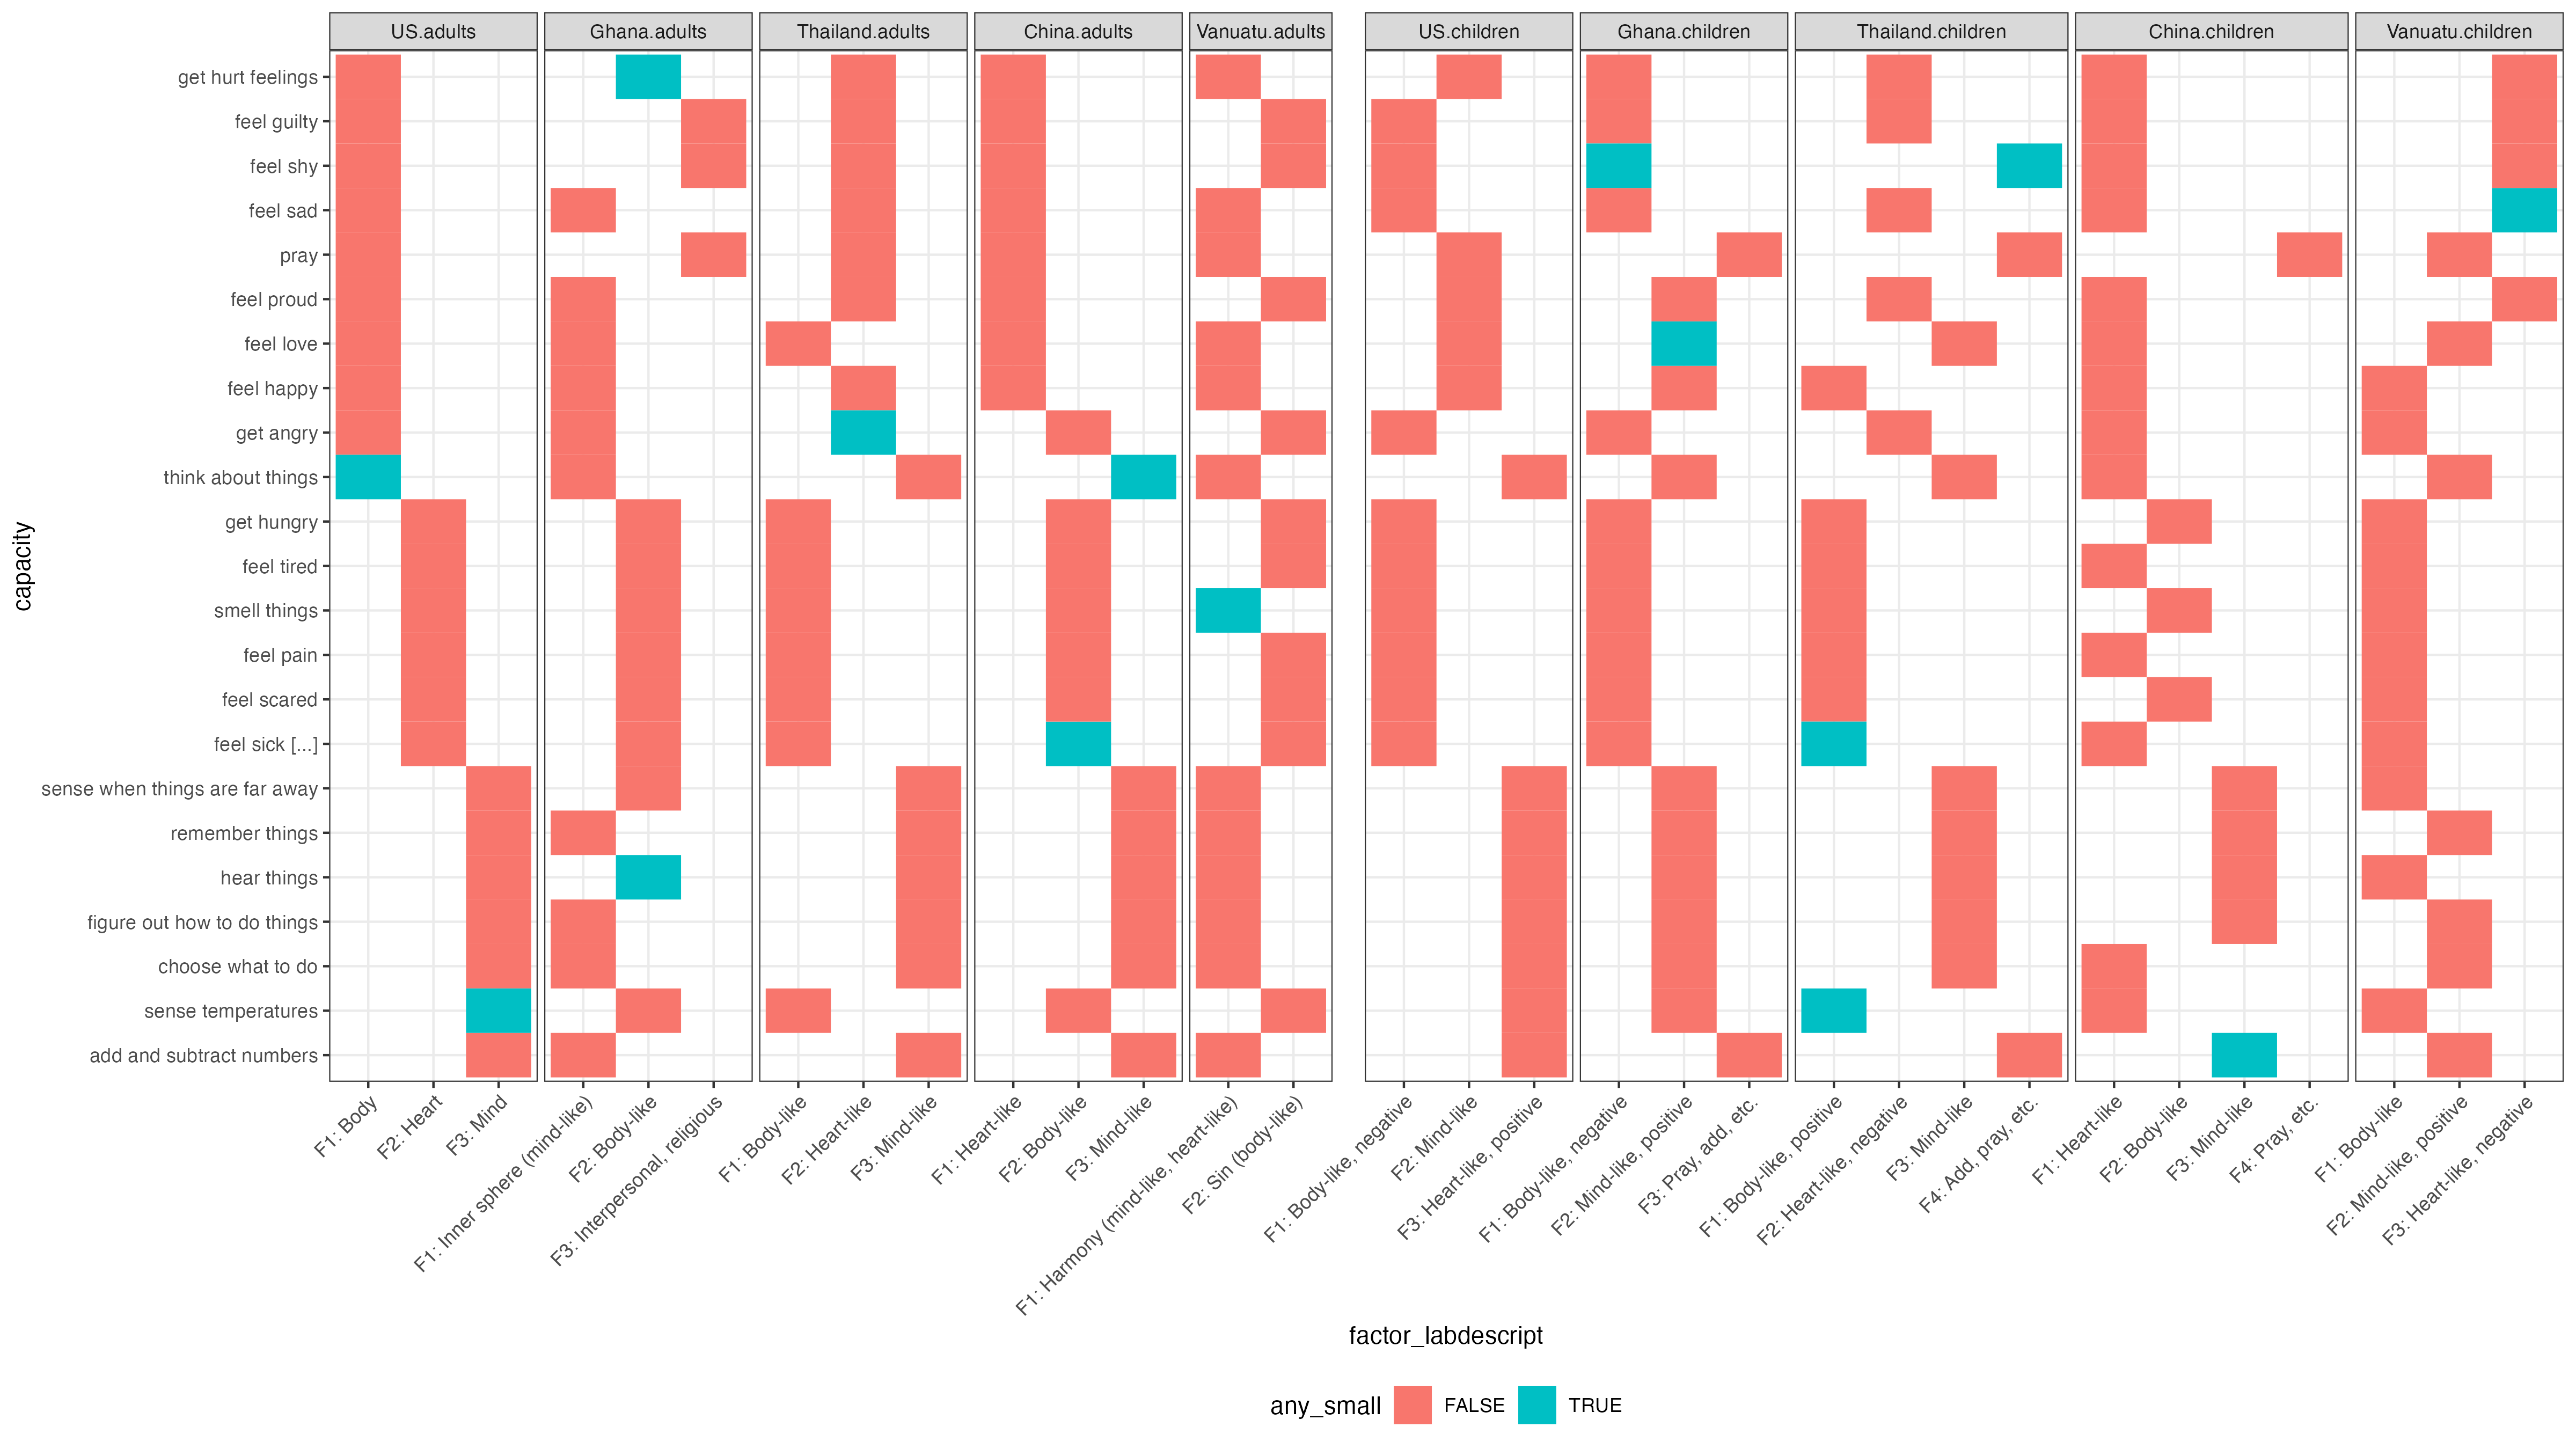 US.adults
Ghana.adults
Thailand.adults
China.adults
Vanuatu.adults
US.children
Ghana.children
Thailand.children
China.children
Vanuatu.children
capacity
get hurt feelings
feel guilty
feel shy
feel sad
pray
feel proud
feel love
feel happy
get angry
think about things
get hungry
feel tired
smell things
feel pain
feel scared
feel sick [...]
sense when things are far away
remember things
hear things
figure out how to do things
choose what to do
sense temperatures
add and subtract numbers
F1: Body
F2: Heart
F3: Mind
F1: Inner sphere (mind-like)
F2: Body-like
F3: Interpersonal, religious
F1: Body-like
F2: Heart-like
F3: Mind-like
F1: Heart-like
F2: Body-like
F3: Mind-like
F1: Harmony (mind-like, heart-like)
F2: Sin (body-like)
F1: Body-like, negative
F2: Mind-like
F3: Heart-like, positive
F1: Body-like, negative
F2: Mind-like, positive
F3: Pray, add, etc.
F1: Body-like, positive
F2: Heart-like, negative
F3: Mind-like
F4: Add, pray, etc.
F1: Heart-like
F2: Body-like
F3: Mind-like
F4: Pray, etc.
F1: Body-like
F2: Mind-like, positive
F3: Heart-like, negative
factor_labdescript
any_small
FALSE
TRUE